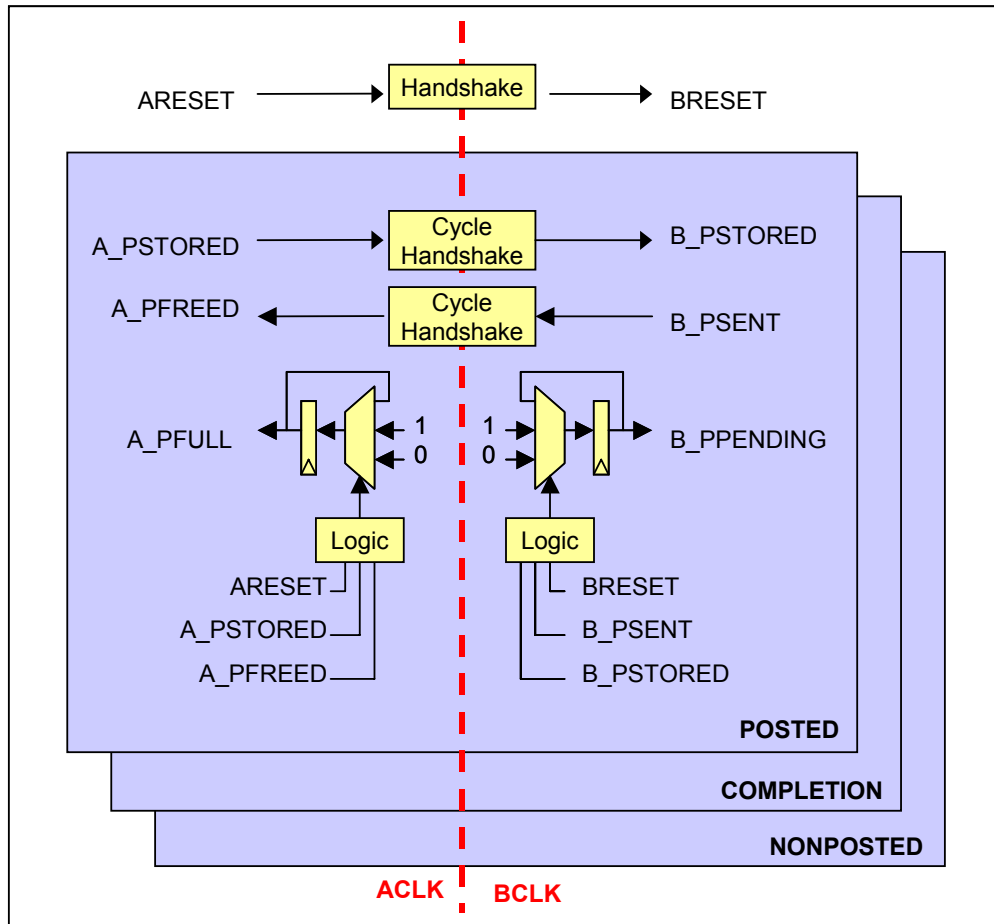 Handshake
ARESET
BRESET
Cycle
Handshake
A_PSTORED
B_PSTORED
Cycle
Handshake
A_PFREED
B_PSENT
A_PFULL
1
0
1
0
B_PPENDING
Logic
Logic
ARESET
BRESET
A_PSTORED
B_PSENT
A_PFREED
B_PSTORED
POSTED
COMPLETION
NONPOSTED
ACLK
BCLK